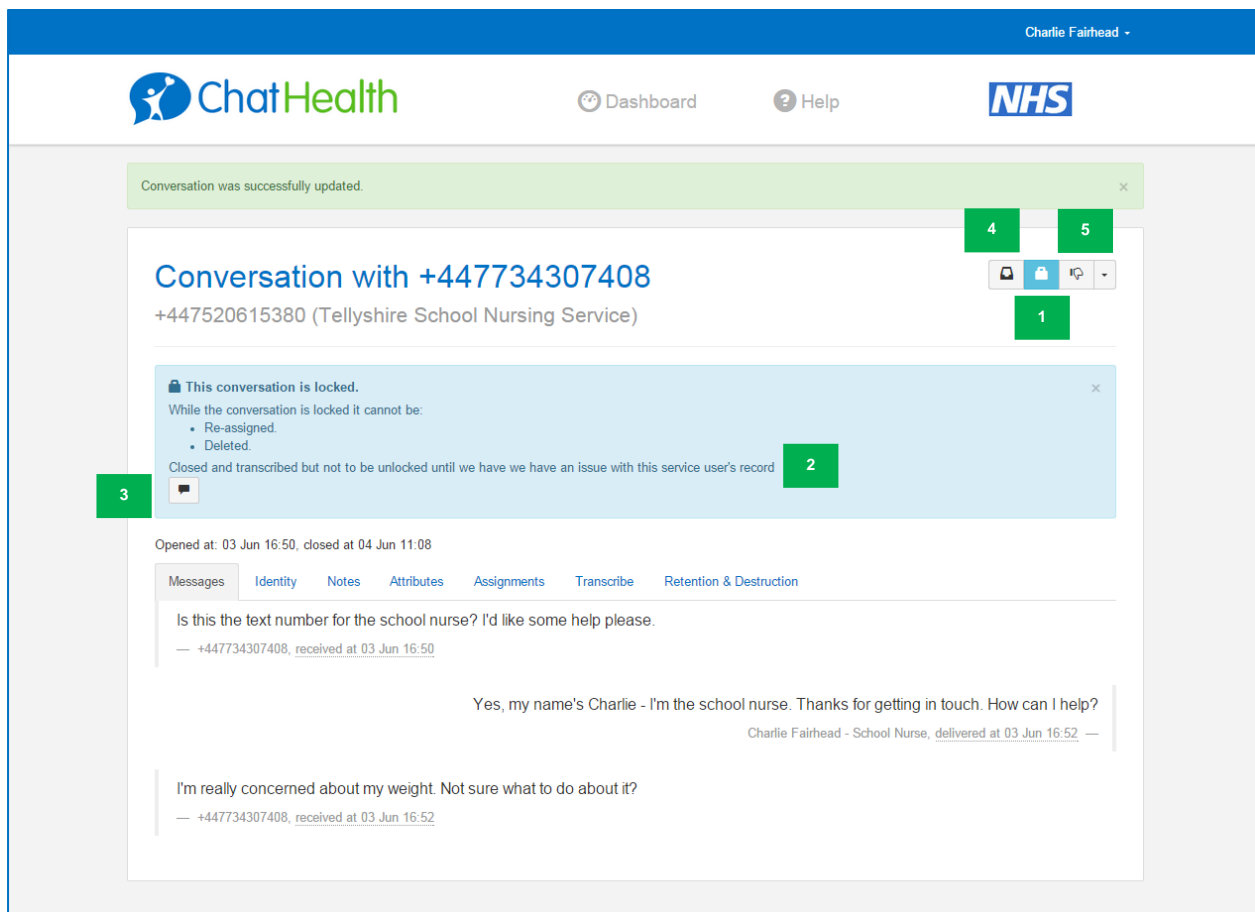 Charlie Fairhead
ChatHealth
Dashboard
Help
NHS
Conversation was successfully updated.
×
4
5
Conversation with +447734307408
1
+447520615380 (Tellyshire School Nursing Service)
This conversation is locked.
×
While the conversation is locked it cannot be:
• Re-assigned.
• Deleted.
Closed and transcribed but not to be unlocked until we have we have an issue with this service user's record
2
3
Opened at: 03 Jun 16:50, closed at 04 Jun 11:08
Messages Identity Notes Attributes Assignments Transcribe Retention & Destruction
Is this the text number for the school nurse? I'd like some help please.
— +447734307408, received at 03 Jun 16:50
Yes, my name's Charlie - I'm the school nurse. Thanks for getting in touch. How can I help?
Charlie Fairhead - School Nurse, delivered at 03 Jun 16:52 —
I'm really concerned about my weight. Not sure what to do about it?
— +447734307408, received at 03 Jun 16:52